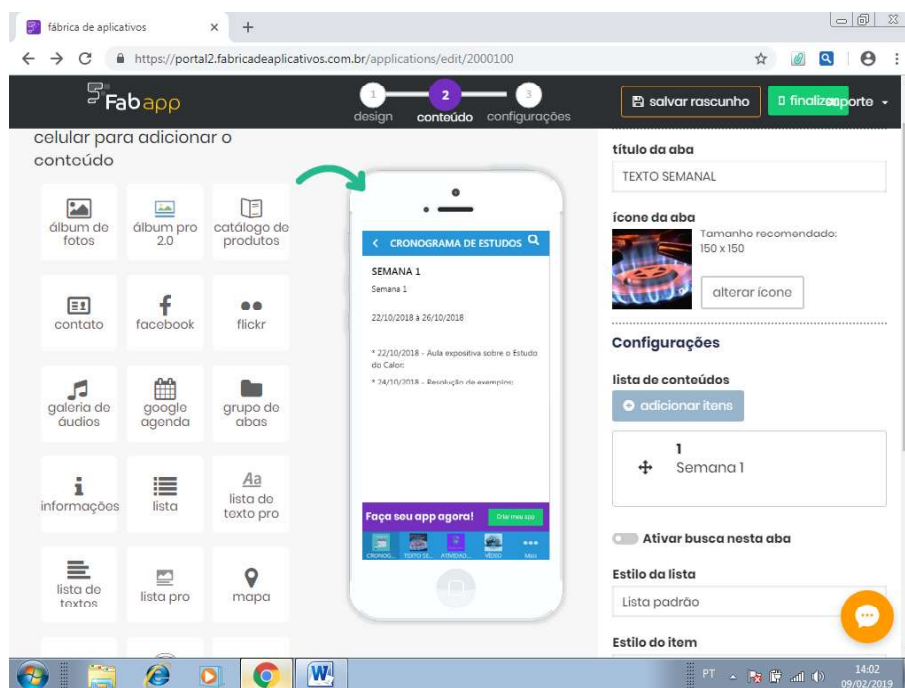 fábrica de aplicativos
https://portal2.fabricadeaplicativos.com.br/applications/edit/2000100
Fabapp
1
2
3
design
conteúdo
configurações
salvar rascunho
finaliza
suporte
celular para adicionar o
conteúdo
álbum de
fotos
álbum pro
2.0
catálogo de
produtos
contato
facebook
flickr
galeria de
áudios
google
agenda
grupo de
abas
informações
lista
Aa
lista de
texto pro
lista de
textos
lista pro
mapa
CRONOGRAMA DE ESTUDOS
SEMANA 1
Semana 1
22/10/2018 a 26/10/2018
* 22/10/2018 - Aula expositiva sobre o Estudo
do Calor;
* 24/10/2018 - Resolução de exemplos;
Faça seu app agora!
Criar meu app
CRONOG...
TEXTO SE...
ATIVIDAD...
VÍDEO
Mais
título da aba
TEXTO SEMANAL
ícone da aba
Tamanho recomendado:
150 x 150
alterar ícone
Configurações
lista de conteúdos
adicionar itens
1
Semana 1
Ativar busca nesta aba
Estilo da lista
Lista padrão
Estilo do item
PT
14:02
09/02/2019